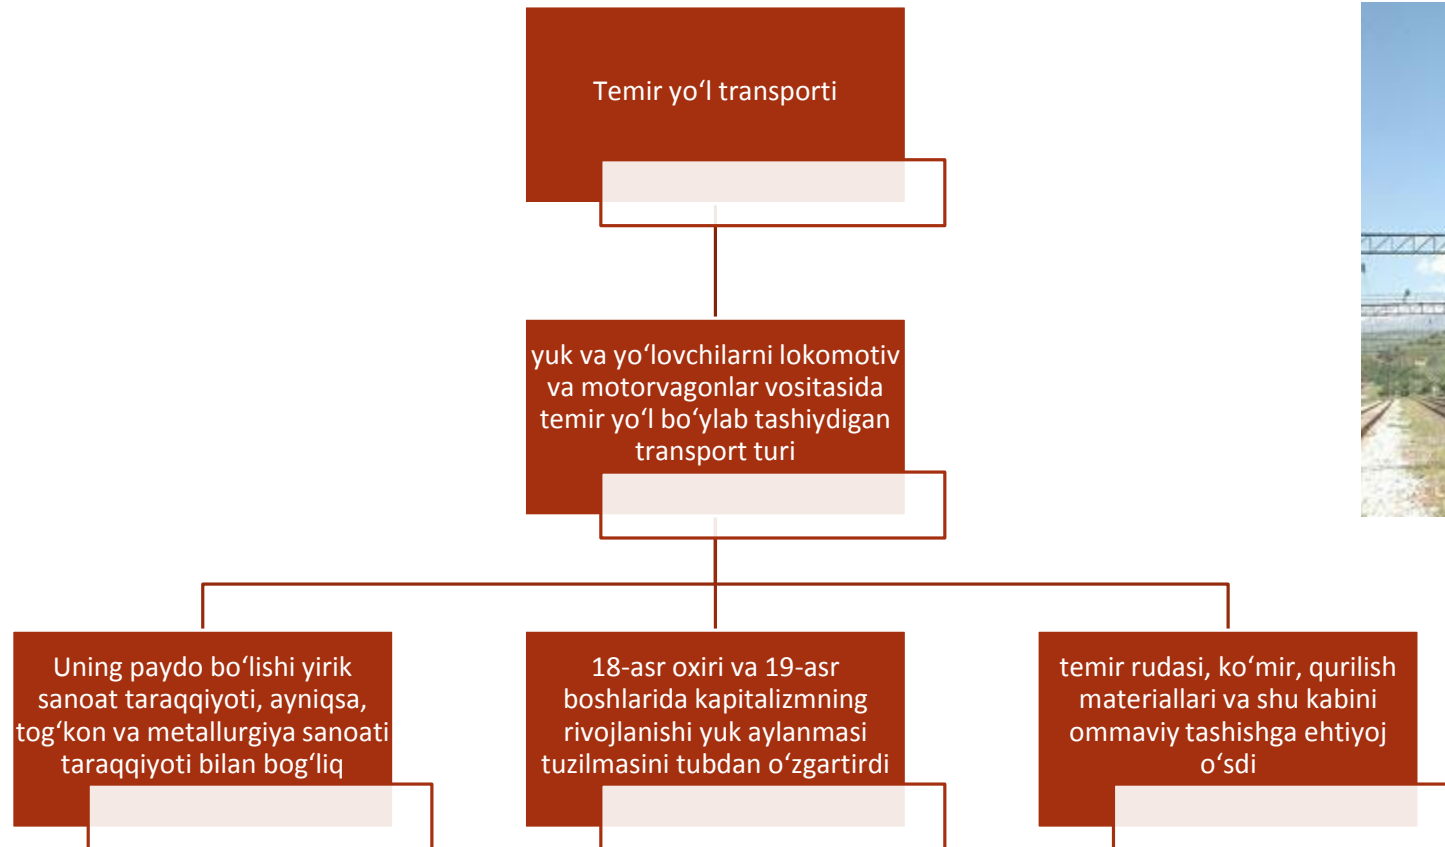 Temir yo‘l transporti
yuk va yo‘lovchilarni lokomotiv
va motorvagonlar vositasida
temir yo‘l bo‘ylab tashiydigan
transport turi
Uning paydo bo‘lishi yirik
sanoat taraqqiyoti, ayniqsa,
tog‘kon va metallurgiya sanoati
taraqqiyoti bilan bog‘liq
18-asr oxiri va 19-asr
boshlarida kapitalizmning
rivojlanishi yuk aylanmasi
tuzilmasini tubdan o‘zgartirdi
temir rudasi, ko‘mir, qurilish
materiallari va shu kabini
ommaviy tashishga ehtiyoj
o‘sdi